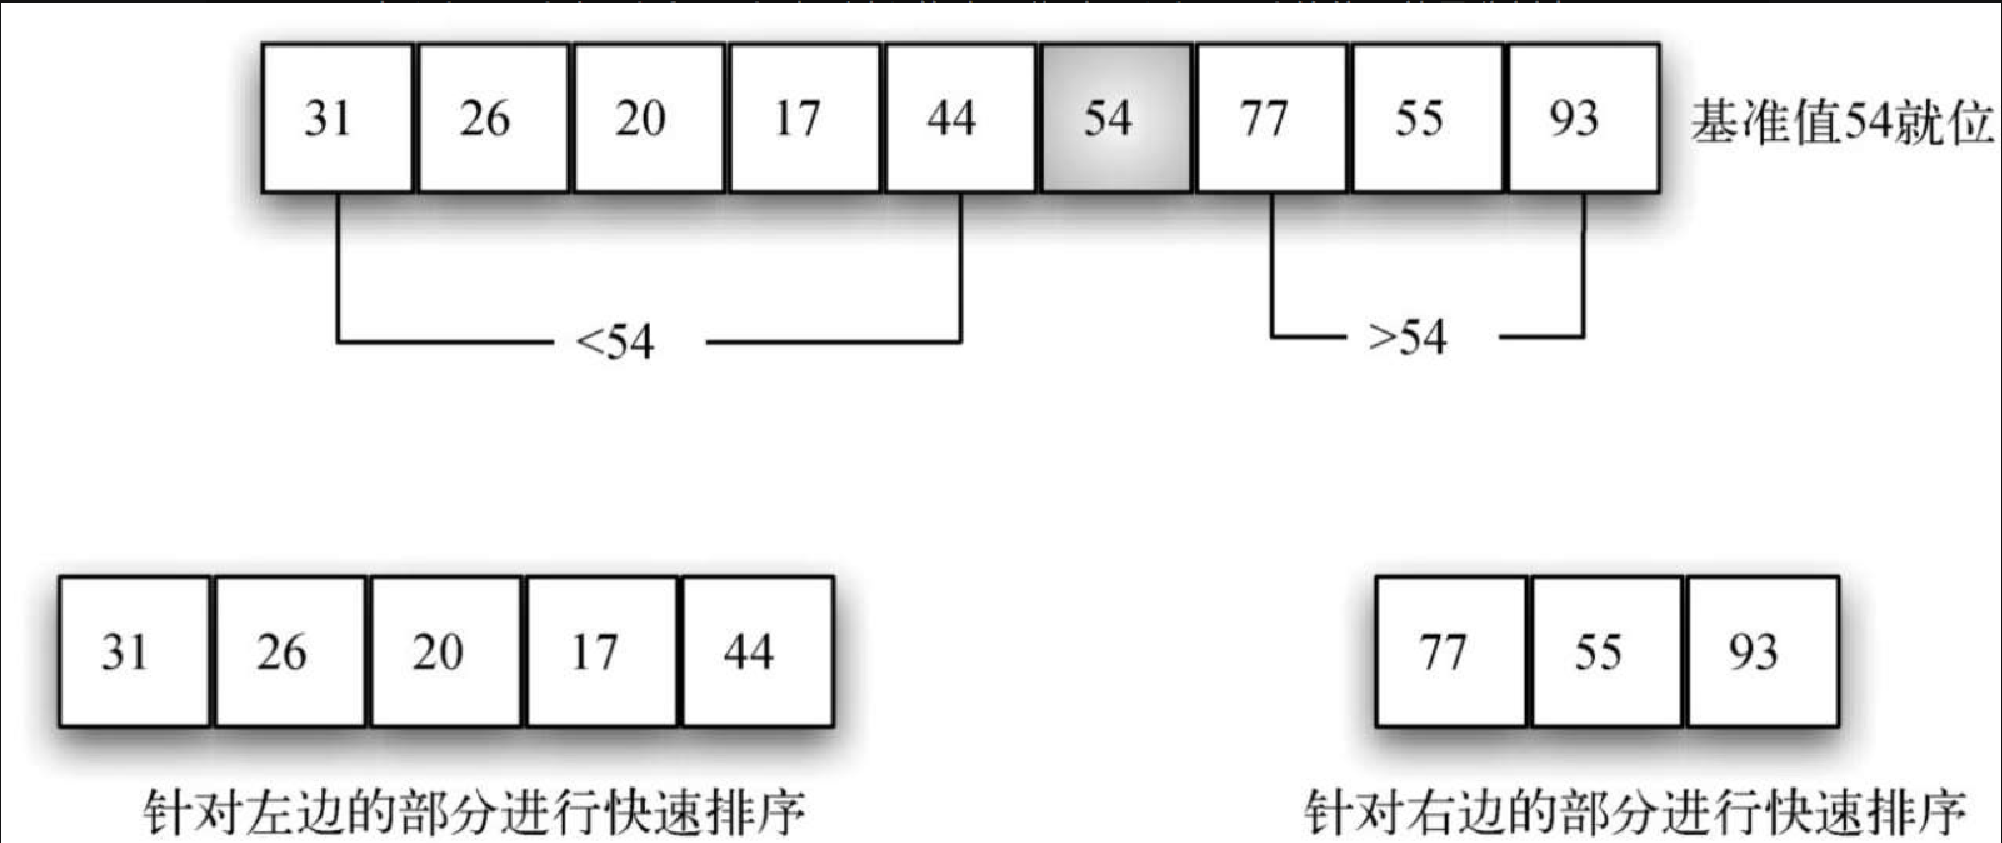 31 26 20 17 44 54 77 55 93 基准值54就位
<54 >54
31 26 20 17 44 77 55 93
针对左边的部分进行快速排序 针对右边的部分进行快速排序